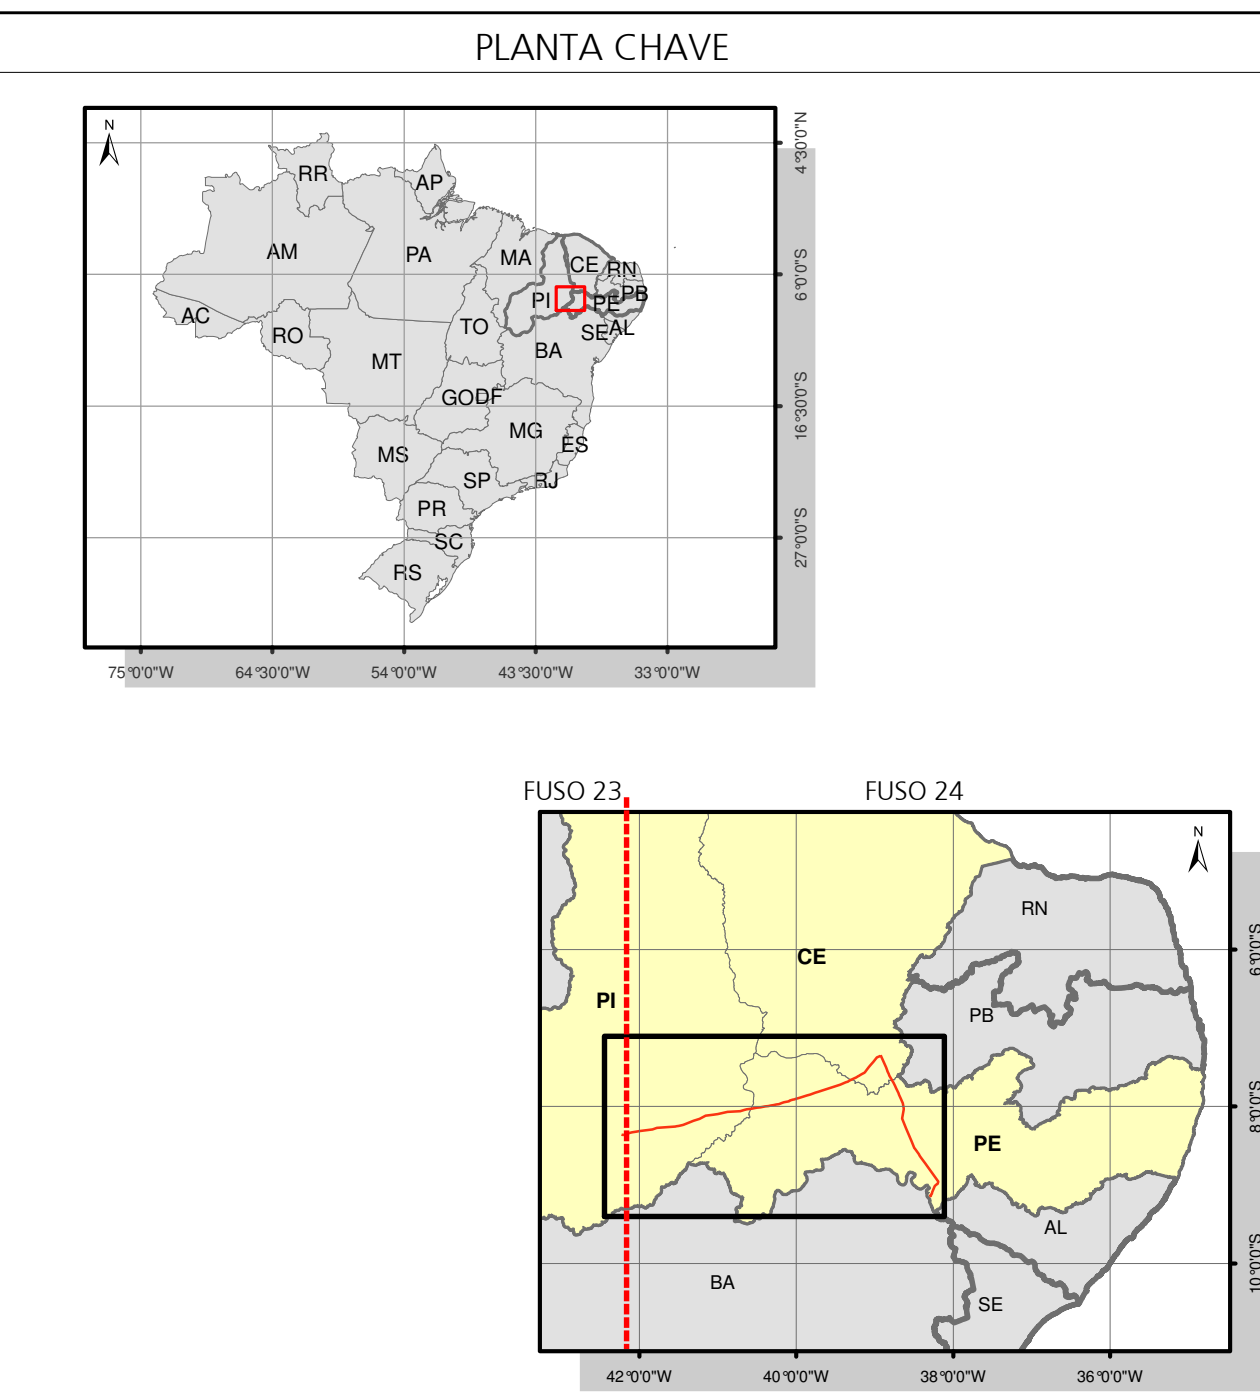 PLANTA CHAVE
N
4°30'0"N
RR
AP
AM
PA
MA
CE
RN
6°0'0"S
PI
PE
PB
AC
RO
TO
SE
AL
MT
BA
GO
DF
16°30'0"S
MG
ES
MS
SP
RJ
PR
SC
27°0'0"S
RS
75°0'0"W
64°30'0"W
54°0'0"W
43°30'0"W
33°0'0"W
FUSO 23
FUSO 24
N
RN
6°0'0"S
CE
PI
PB
8°0'0"S
PE
AL
10°0'0"S
BA
SE
42°0'0"W
40°0'0"W
38°0'0"W
36°0'0"W